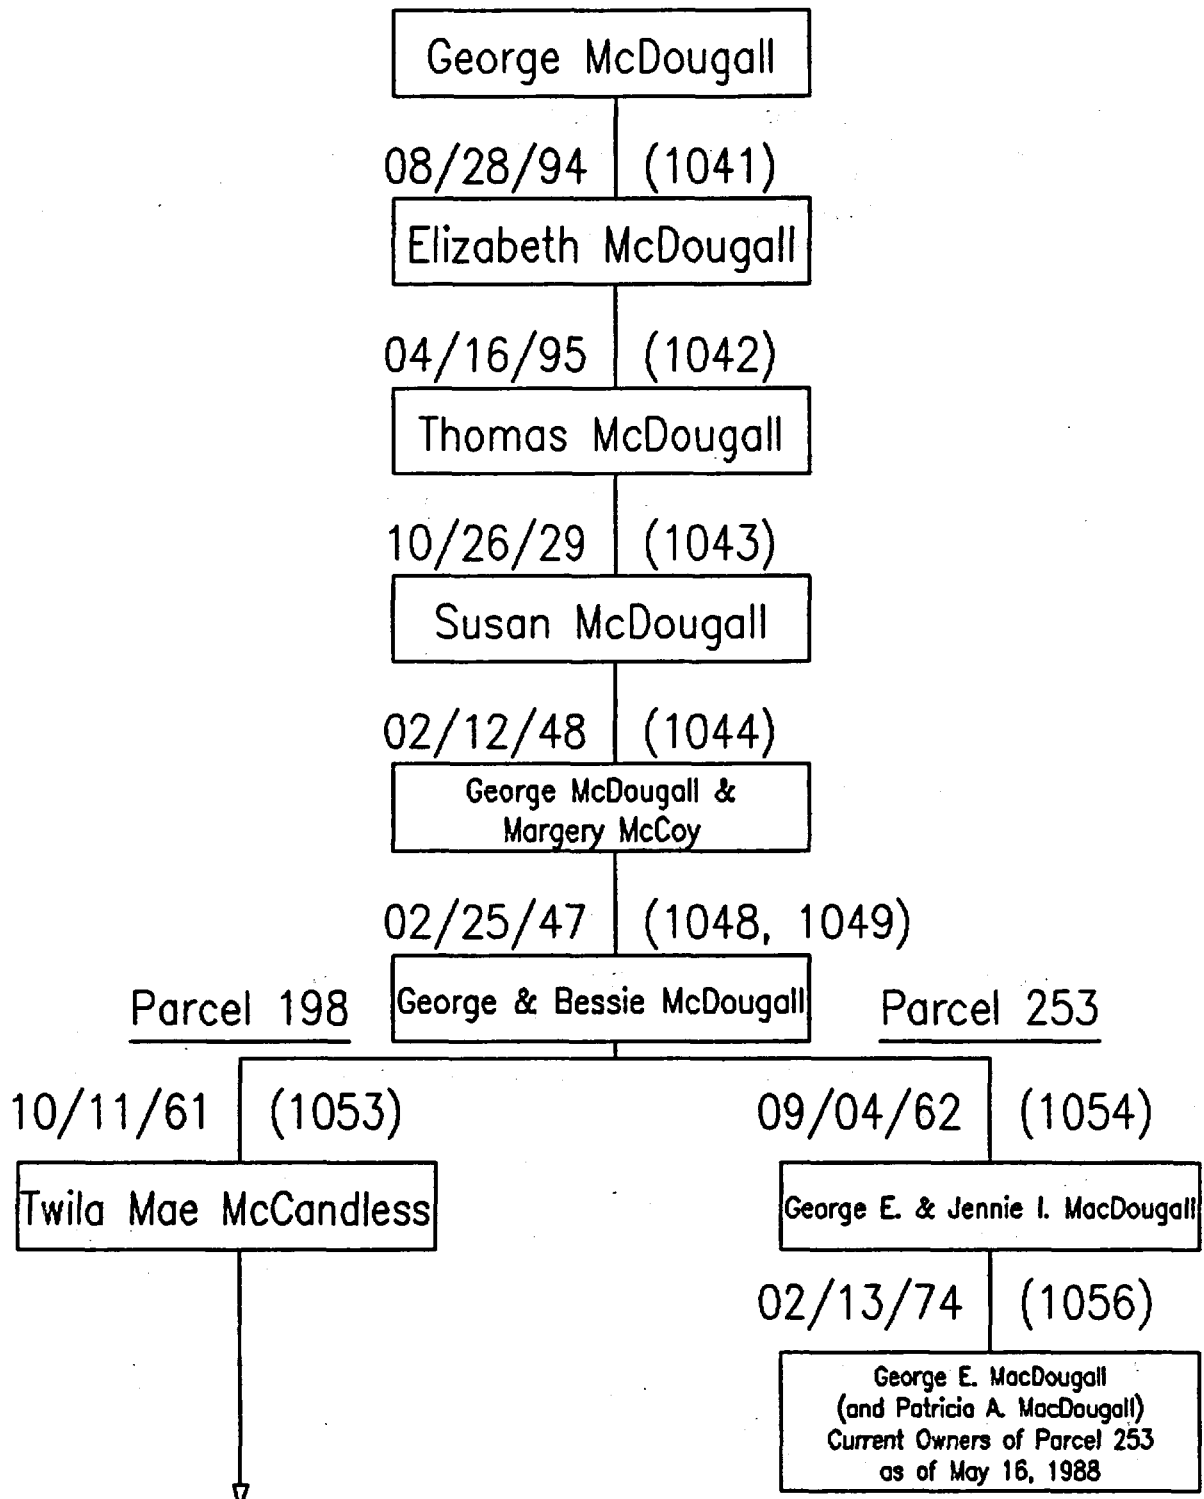 George McDougall
08/28/94 (1041)
Elizabeth McDougall
04/16/95 (1042)
Thomas McDougall
10/26/29 (1043)
Susan McDougall
02/12/48 (1044)
George McDougall &
Margery McCoy
02/25/47 (1048, 1049)
George & Bessie McDougall
Parcel 198
Parcel 253
10/11/61 (1053)
09/04/62 (1054)
Twila Mae McCandless
George E. & Jennie I. MacDougall
02/13/74 (1056)
George E. MacDougall
(and Patricia A. MacDougall)
Current Owners of Parcel 253
as of May 16, 1988